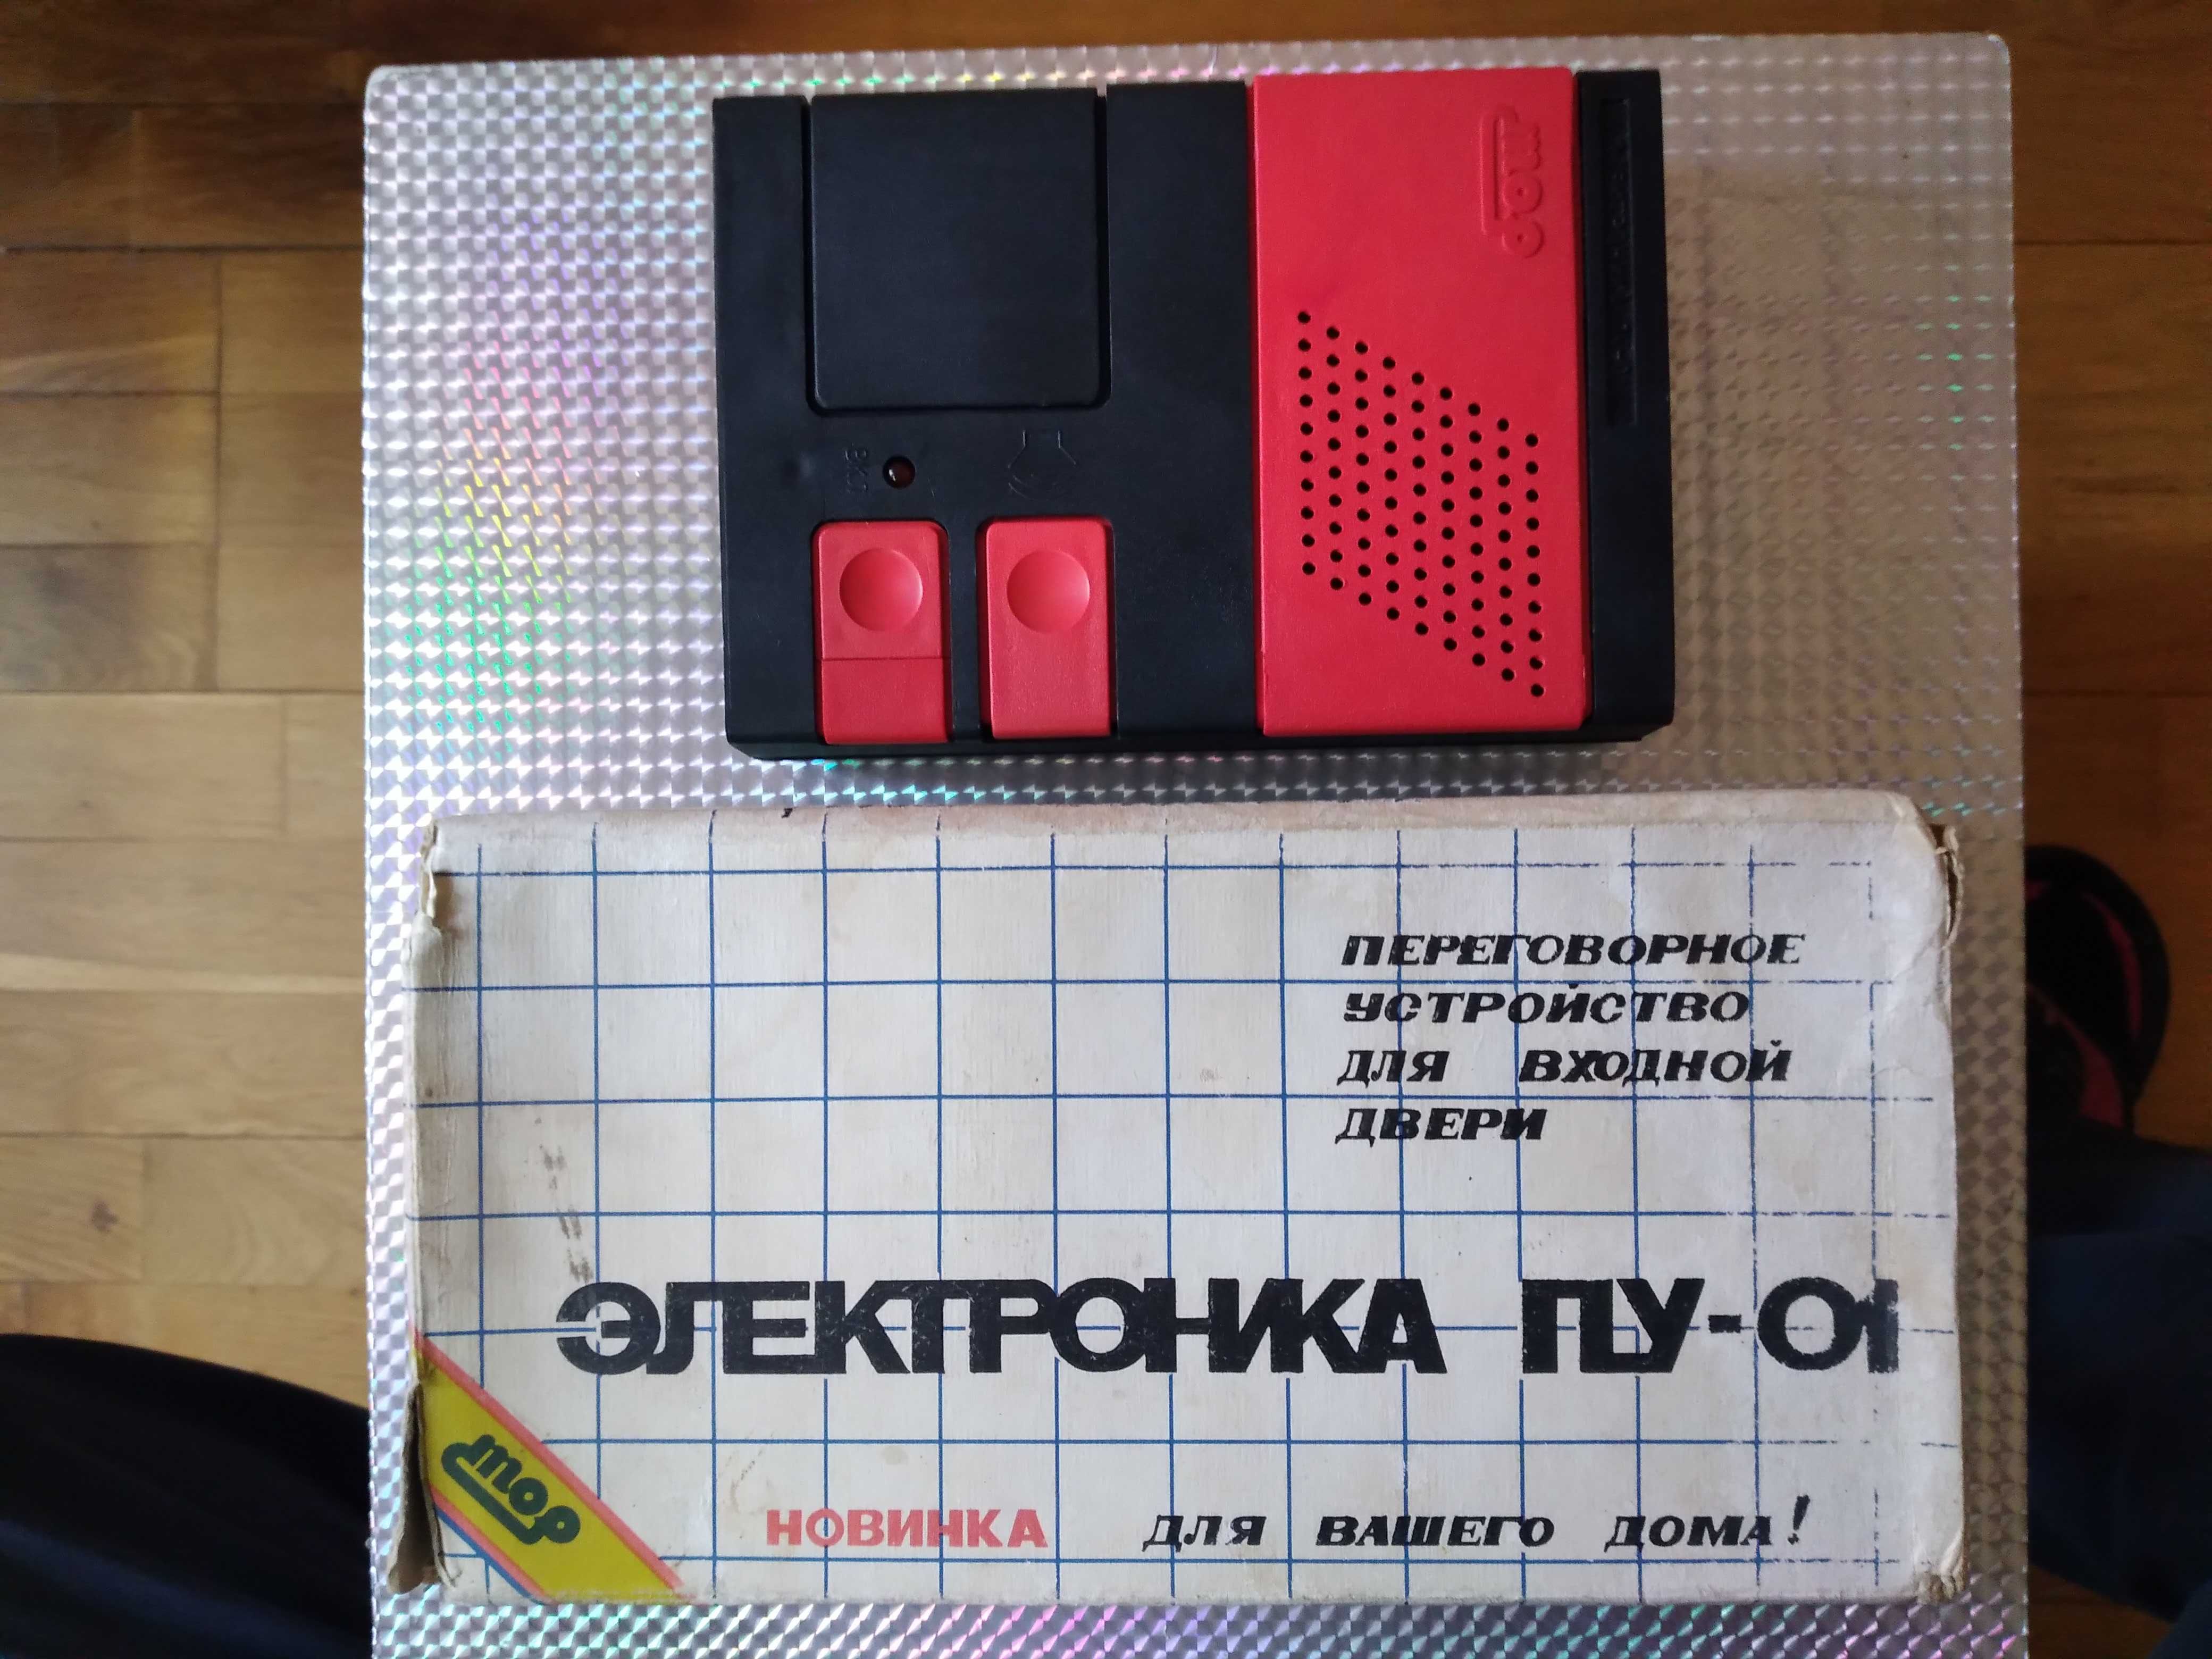 тор
ВКЛ
ПЕРЕГОВОРНОЕ
УСТРОЙСТВО
ДЛЯ ВХОДНОЙ
ДВЕРИ
ЭЛЕКТРОНИКА ПУ-01
тор
НОВИНКА ДЛЯ ВАШЕГО ДОМА!